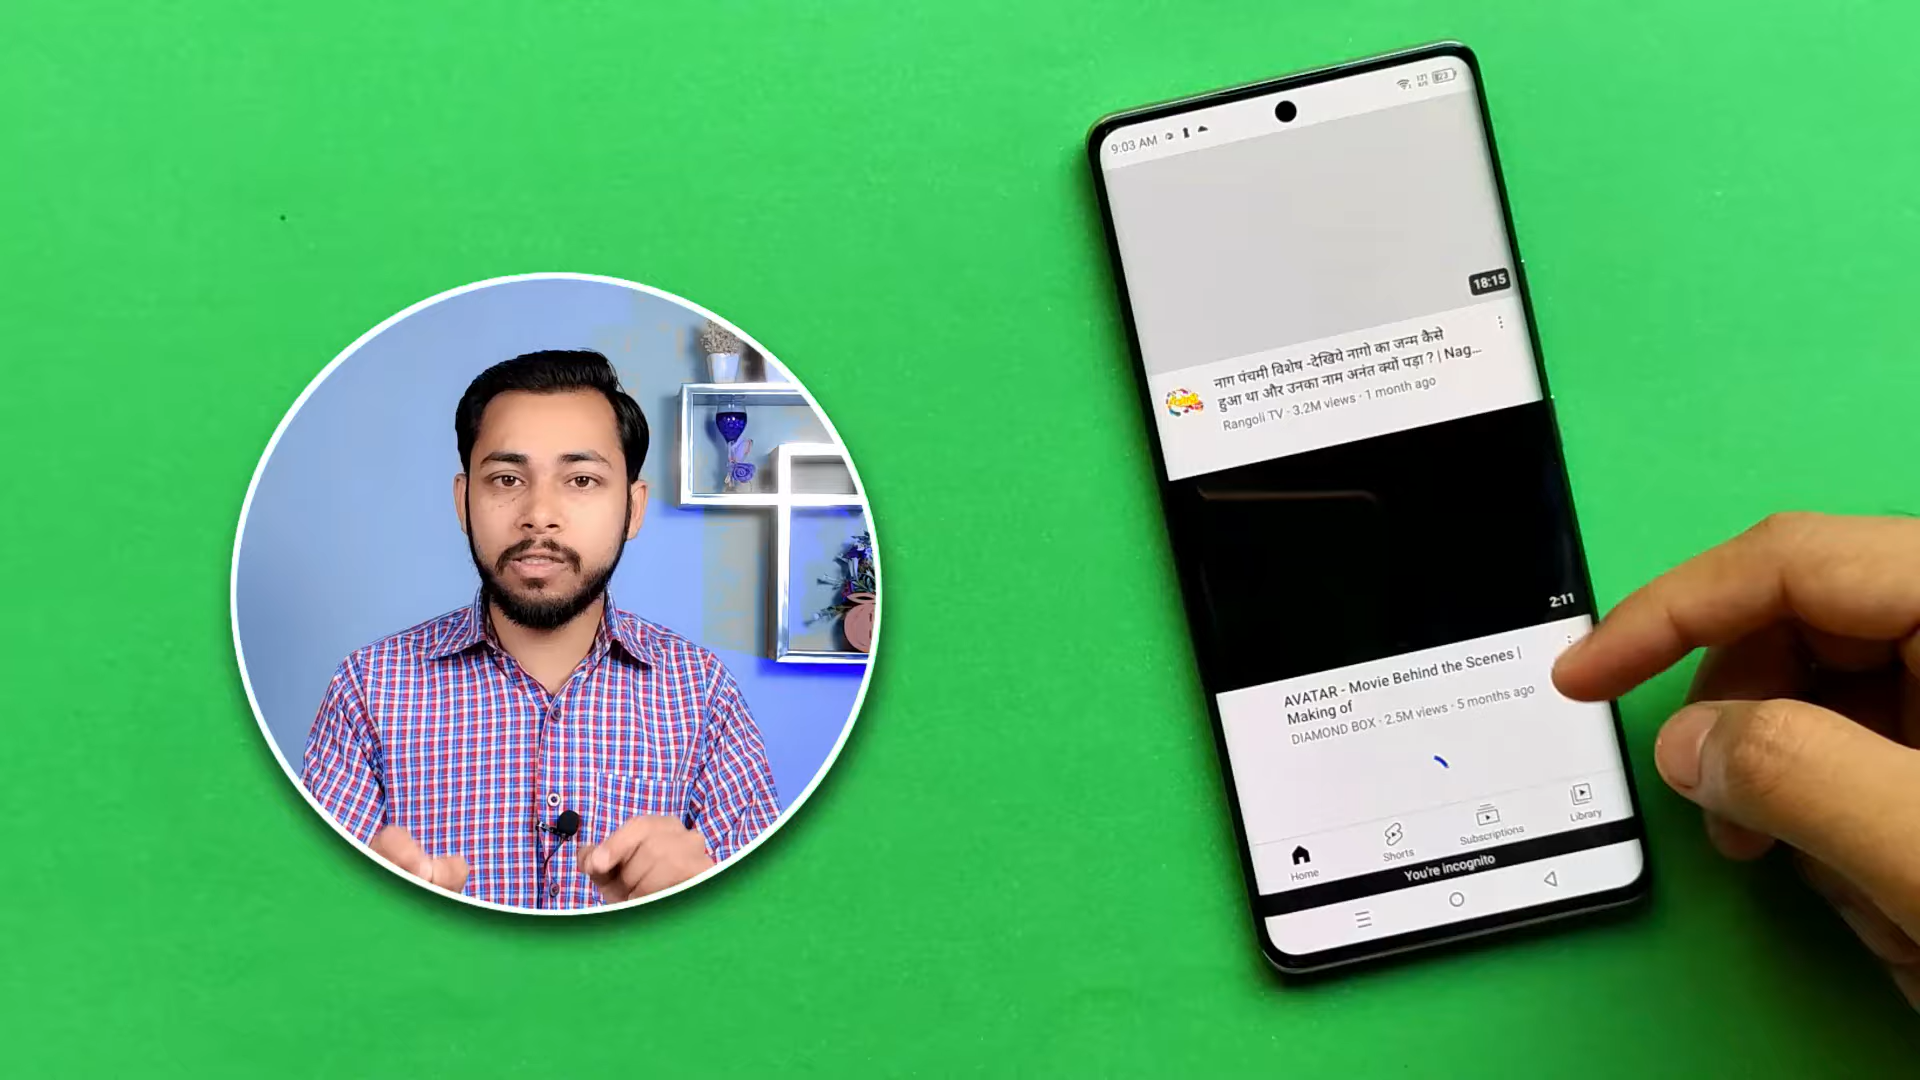 9:03 AM
23
18:15
नाग पंचमी विशेष -देखिये नागो का जन्म कैसे
हुआ था और उनका नाम अनंत क्यों पड़ा ? | Nag...
Rangoli TV · 3.2M views · 1 month ago
2:11
AVATAR - Movie Behind the Scenes |
Making of
DIAMOND BOX · 2.5M views · 5 months ago
Home
Shorts
Subscriptions
Library
You're incognito